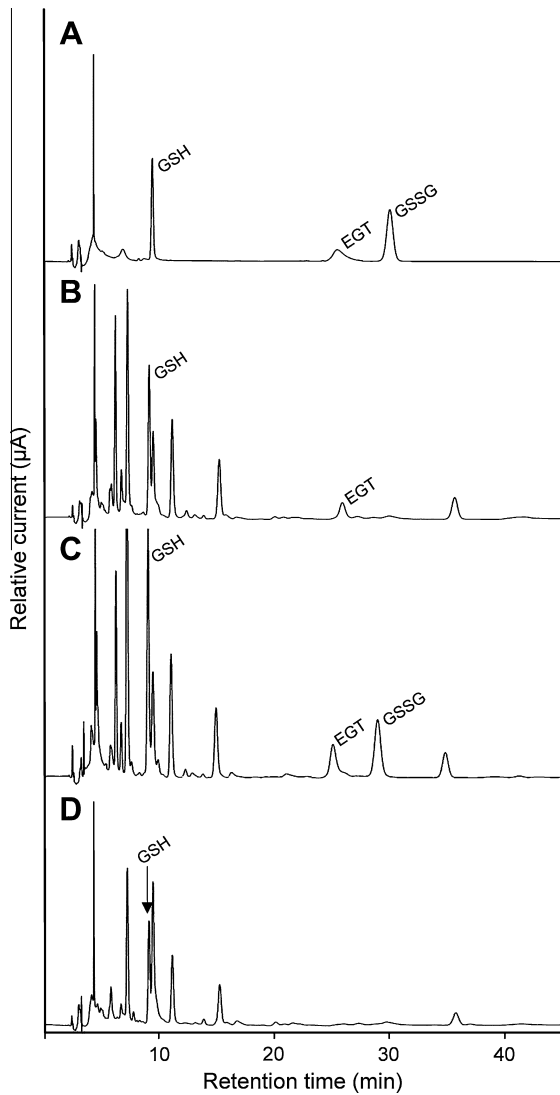 A
GSH
EGT
GSSG
B
GSH
EGT
C
GSH
EGT
GSSG
D
GSH
Relative current (µA)
10 20 30 40
Retention time (min)